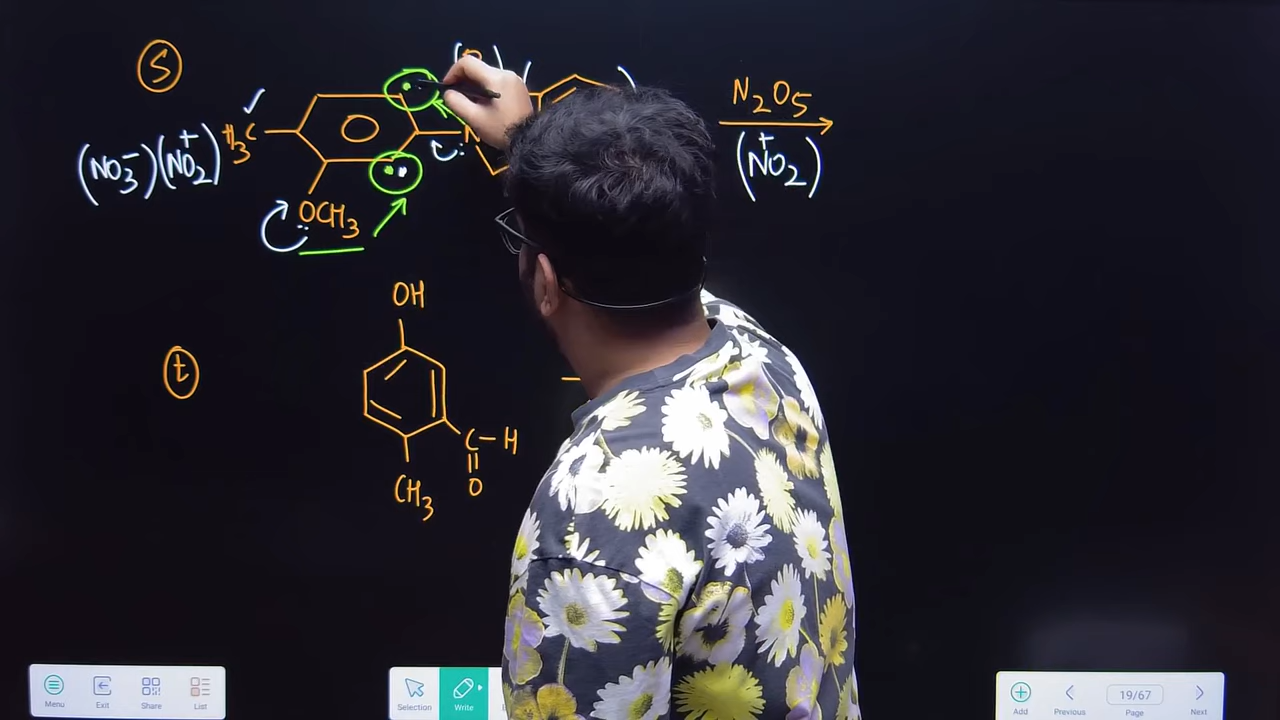 S
(NO3⁻)(NO2⁺) H3C
N
N2O5
(NO2⁺)
OCH3
t
OH
C–H
O
CH3
Menu
Exit
Share
List
Selection
Write
Add
Previous
19/67
Page
Next